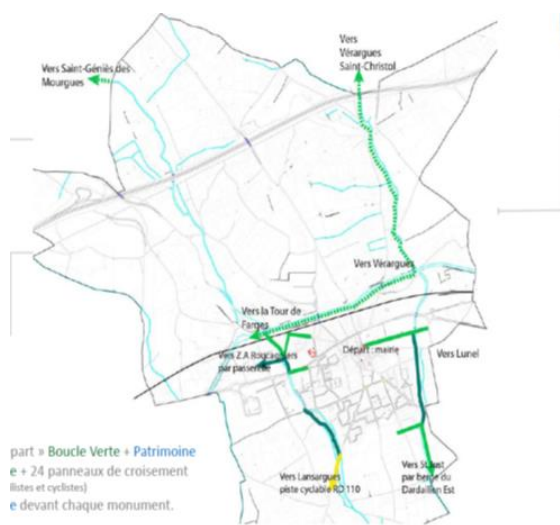 Vers
Vérargues
Saint-Christol
Vers Saint-Géniès des
Mourgues
Vers Vérargues
Vers la Tour de
Farges
Vers Z.A Roucagniers
par passerelle
Départ : mairie
Vers Lunel
Vers Lansargues
piste cyclable RD 110
Vers St Just
par berge du
Dardaillon Est
part » Boucle Verte + Patrimoine
e + 24 panneaux de croisement
llistes et cyclistes)
e devant chaque monument.